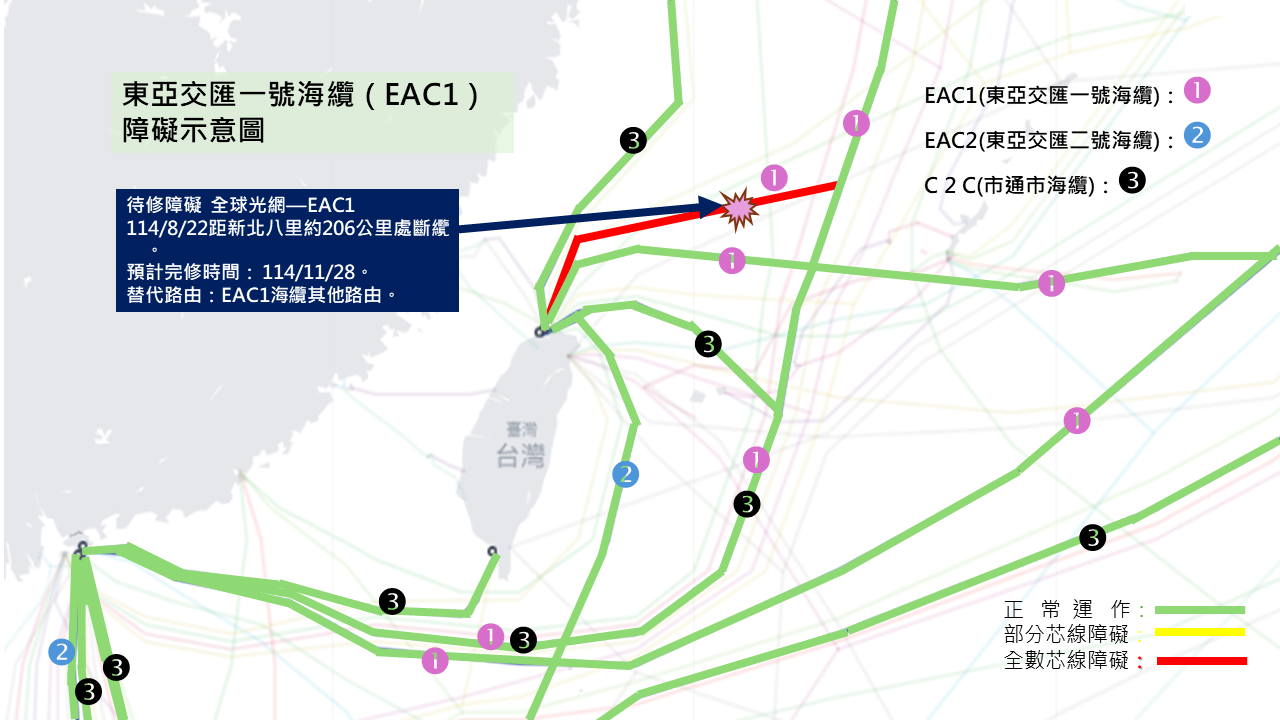 東亞交匯一號海纜（EAC1）
障礙示意圖
待修障礙 全球光網—EAC1
114/8/22距新北八里約206公里處斷纜
。
預計完修時間：114/11/28。
替代路由：EAC1海纜其他路由。
EAC1(東亞交匯一號海纜)：1
EAC2(東亞交匯二號海纜)：2
C 2 C(市通市海纜)：3
3
1
1
1
1
3
1
臺灣
台灣
2
1
3
3
3
1
3
1
2
3
3
正 常 運 作：
部分芯線障礙：
全數芯線障礙：